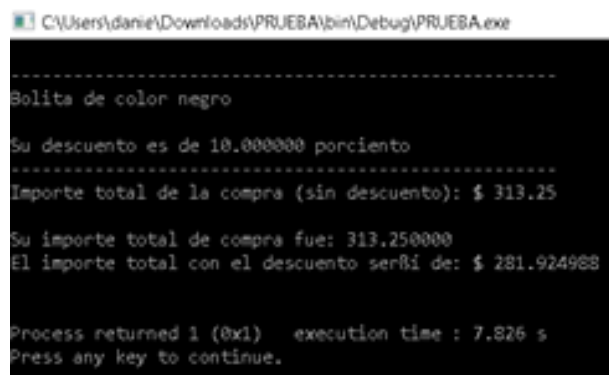 C:\Users\danie\Downloads\PRUEBA\bin\Debug\PRUEBA.exe
-------------------------------------------------------
Bolita de color negro
Su descuento es de 10.000000 porciento
-------------------------------------------------------
Importe total de la compra (sin descuento): $ 313.25
Su importe total de compra fue: 313.250000
El importe total con el descuento serßí de: $ 281.924988
Process returned 1 (0x1)   execution time : 7.826 s
Press any key to continue.